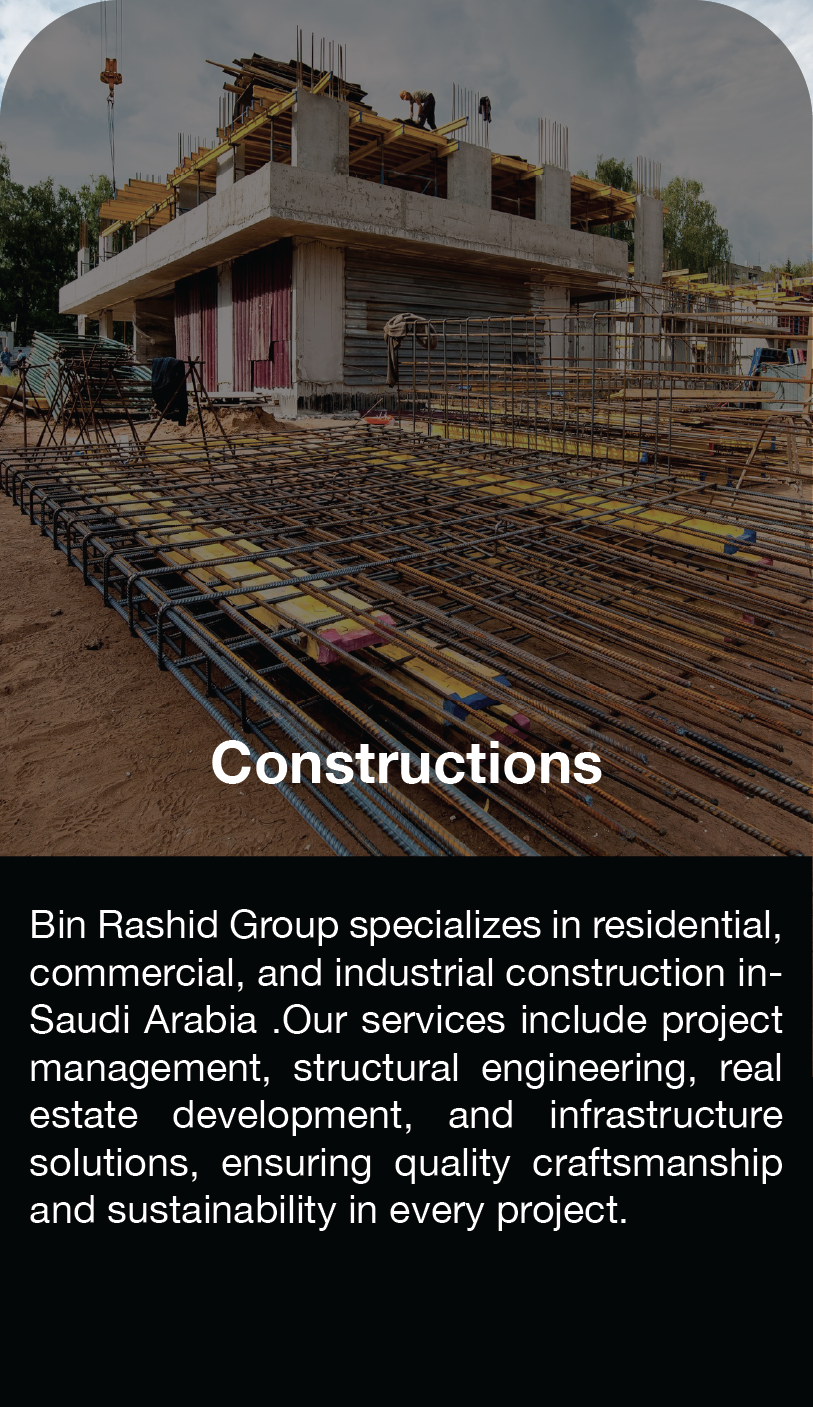 Constructions
Bin Rashid Group specializes in residential,
commercial, and industrial construction in-
Saudi Arabia .Our services include project
management, structural engineering, real
estate development, and infrastructure
solutions, ensuring quality craftsmanship
and sustainability in every project.